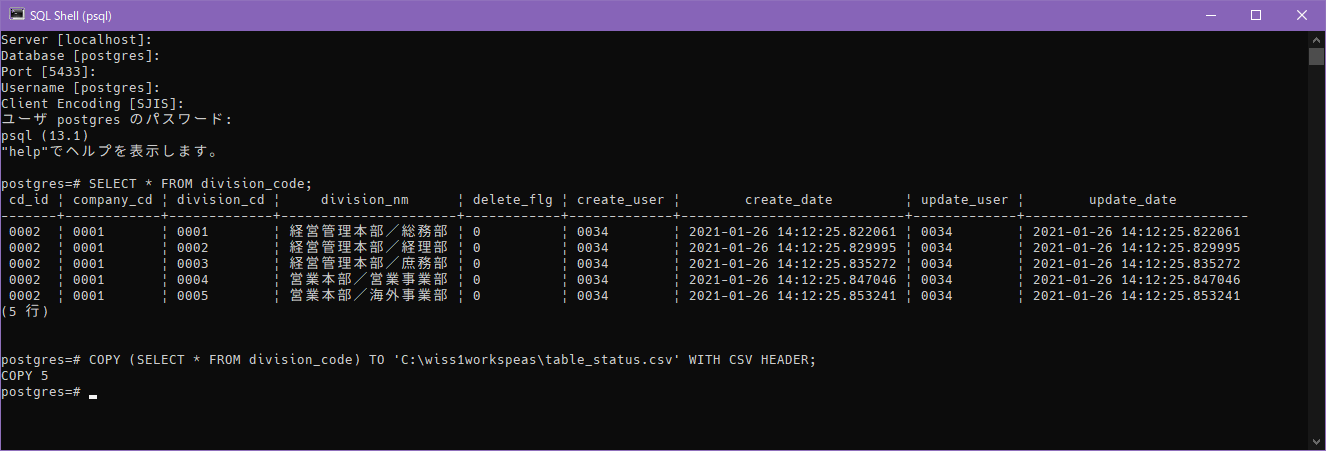 SQL Shell (psql)
Server [localhost]:
Database [postgres]:
Port [5433]:
Username [postgres]:
Client Encoding [SJIS]:
ユーザ postgres のパスワード:
psql (13.1)
"help"でヘルプを表示します。
postgres=# SELECT * FROM division_code;
 cd_id ¦ company_cd ¦ division_cd ¦     division_nm      ¦ delete_flg ¦ create_user ¦        create_date         ¦ update_user ¦        update_date
-------+------------+-------------+----------------------+------------+-------------+----------------------------+-------------+----------------------------
 0002  ¦ 0001       ¦ 0001        ¦ 経営管理本部／総務部 ¦ 0          ¦ 0034        ¦ 2021-01-26 14:12:25.822061 ¦ 0034        ¦ 2021-01-26 14:12:25.822061
 0002  ¦ 0001       ¦ 0002        ¦ 経営管理本部／経理部 ¦ 0          ¦ 0034        ¦ 2021-01-26 14:12:25.829995 ¦ 0034        ¦ 2021-01-26 14:12:25.829995
 0002  ¦ 0001       ¦ 0003        ¦ 経営管理本部／庶務部 ¦ 0          ¦ 0034        ¦ 2021-01-26 14:12:25.835272 ¦ 0034        ¦ 2021-01-26 14:12:25.835272
 0002  ¦ 0001       ¦ 0004        ¦ 営業本部／営業事業部 ¦ 0          ¦ 0034        ¦ 2021-01-26 14:12:25.847046 ¦ 0034        ¦ 2021-01-26 14:12:25.847046
 0002  ¦ 0001       ¦ 0005        ¦ 営業本部／海外事業部 ¦ 0          ¦ 0034        ¦ 2021-01-26 14:12:25.853241 ¦ 0034        ¦ 2021-01-26 14:12:25.853241
(5 行)
postgres=# COPY (SELECT * FROM division_code) TO 'C:\wiss1workspeas\table_status.csv' WITH CSV HEADER;
COPY 5
postgres=#